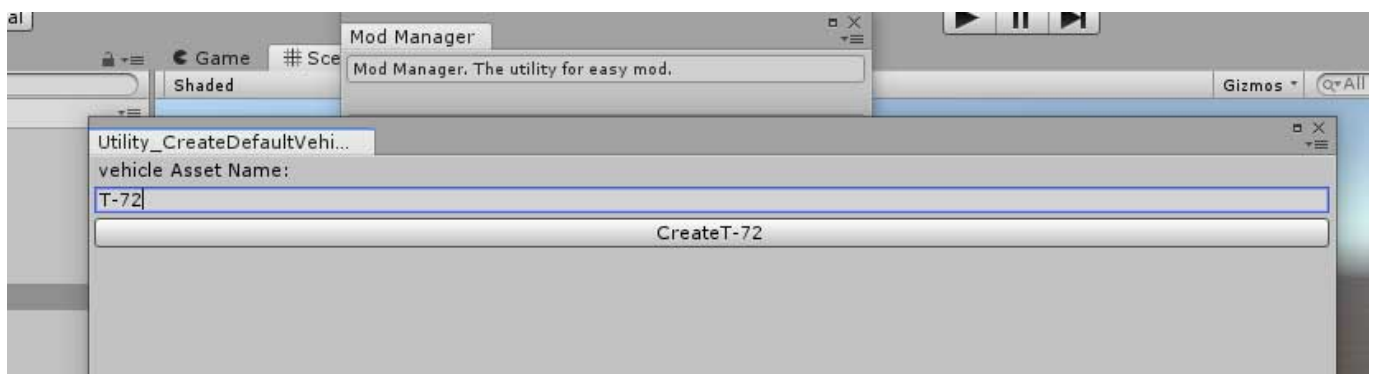 al
Mod Manager
Game
Sce
Mod Manager. The utility for easy mod.
Shaded
Gizmos
All
Utility_CreateDefaultVehi...
vehicle Asset Name:
T-72
CreateT-72